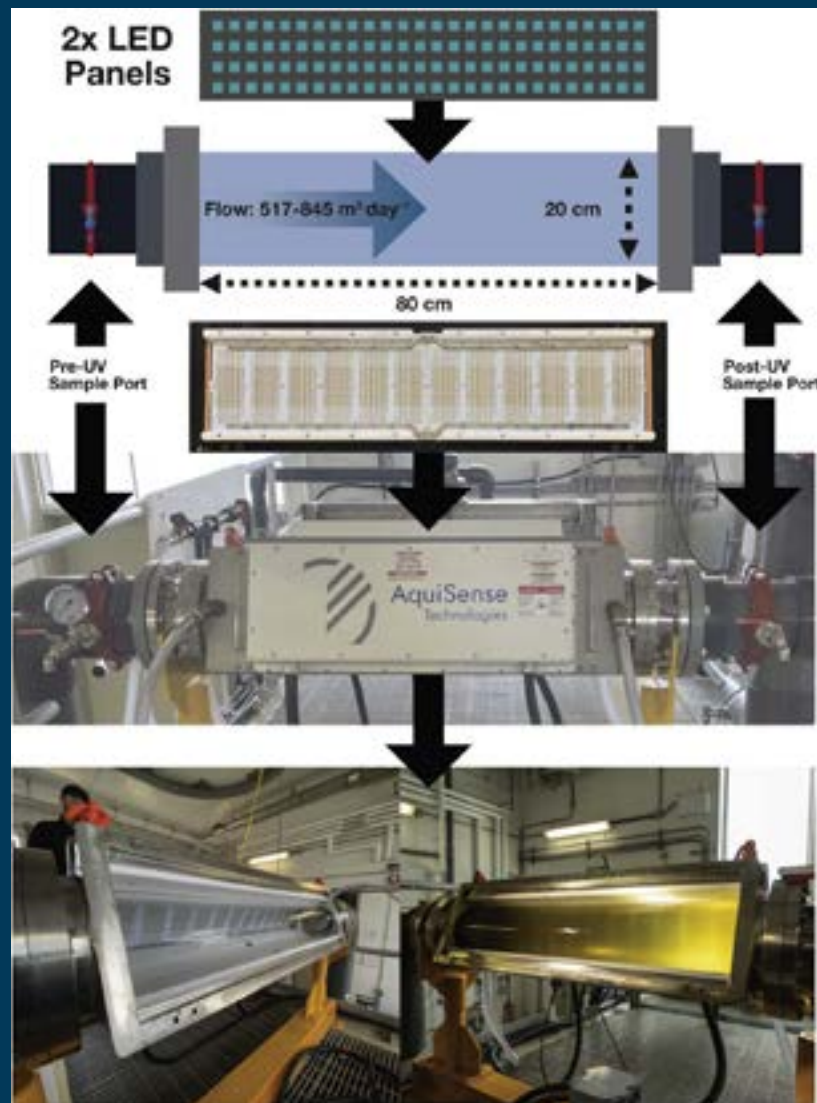 2x LED
Panels
Flow: 517-845 m³ day⁻¹
20 cm
80 cm
Pre-UV
Sample Port
Post-UV
Sample Port
AquiSense
Technologies